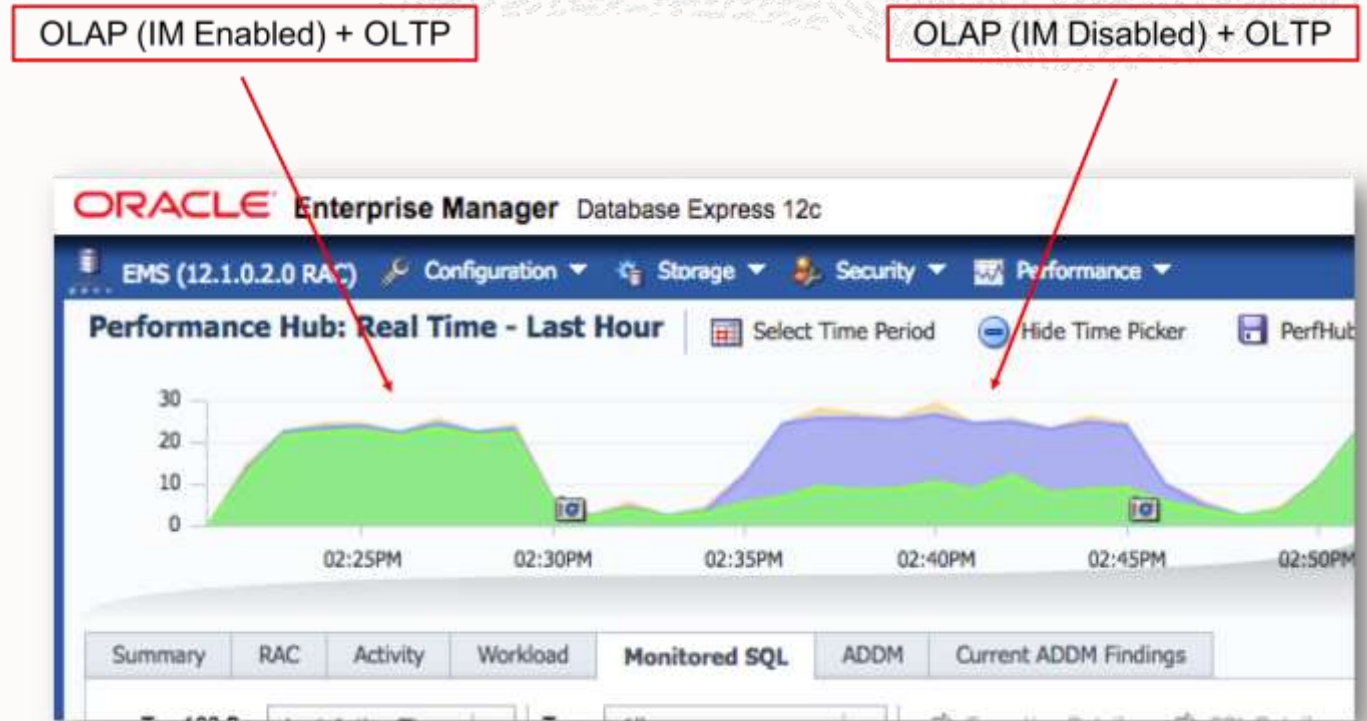 OLAP (IM Enabled) + OLTP
OLAP (IM Disabled) + OLTP
ORACLE Enterprise Manager Database Express 12c
EMS (12.1.0.2.0 RAC) Configuration Storage Security Performance
Performance Hub: Real Time - Last Hour Select Time Period Hide Time Picker PerfHub
30
20
10
0
02:25PM 02:30PM 02:35PM 02:40PM 02:45PM 02:50PM
Summary RAC Activity Workload Monitored SQL ADDM Current ADDM Findings